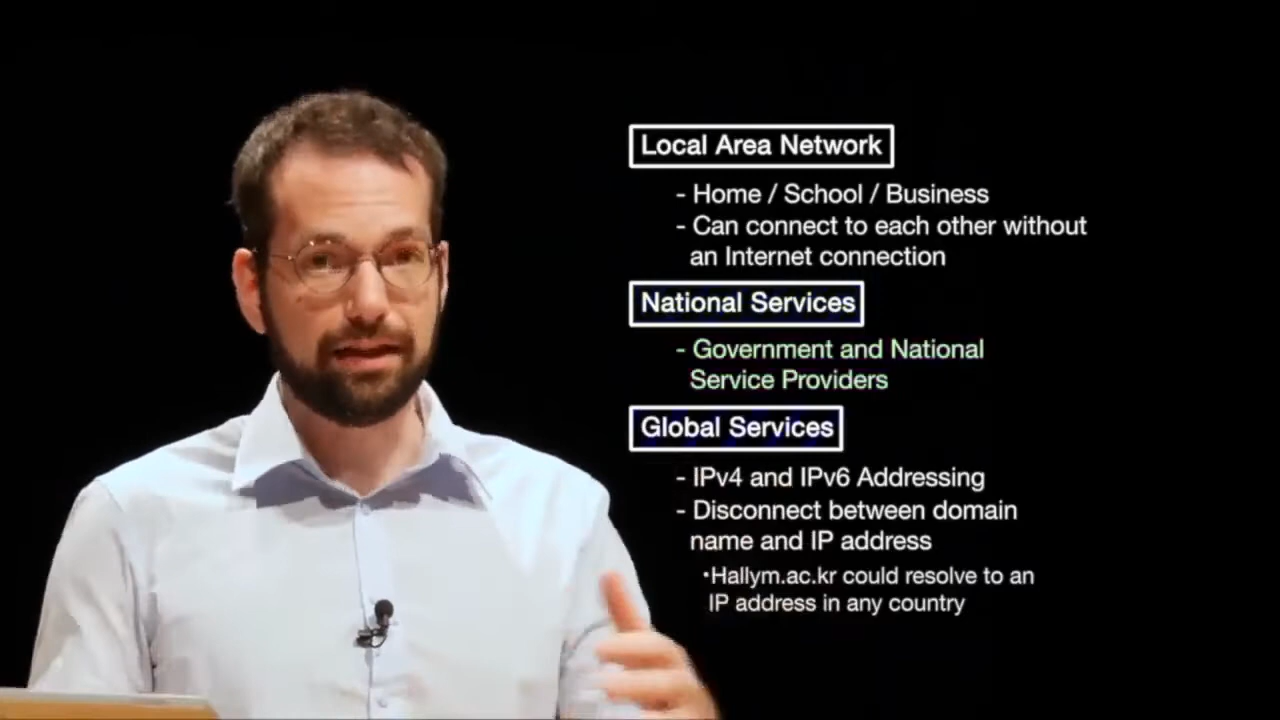 Local Area Network
- Home / School / Business
- Can connect to each other without
an Internet connection
National Services
- Government and National
Service Providers
Global Services
- IPv4 and IPv6 Addressing
- Disconnect between domain
name and IP address
·Hallym.ac.kr could resolve to an
IP address in any country